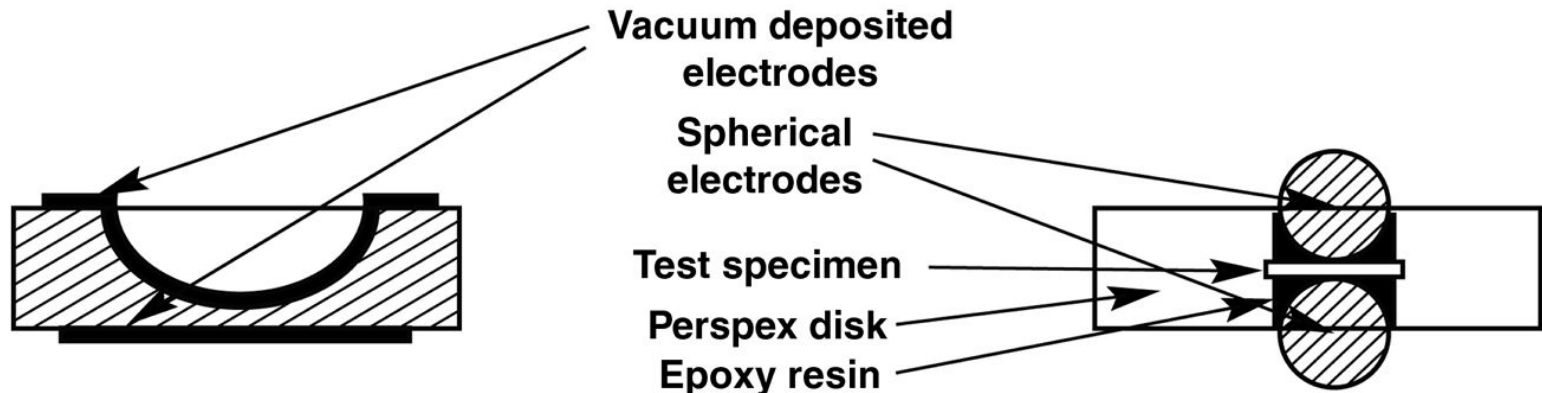 Vacuum deposited
electrodes
Spherical
electrodes
Test specimen
Perspex disk
Epoxy resin